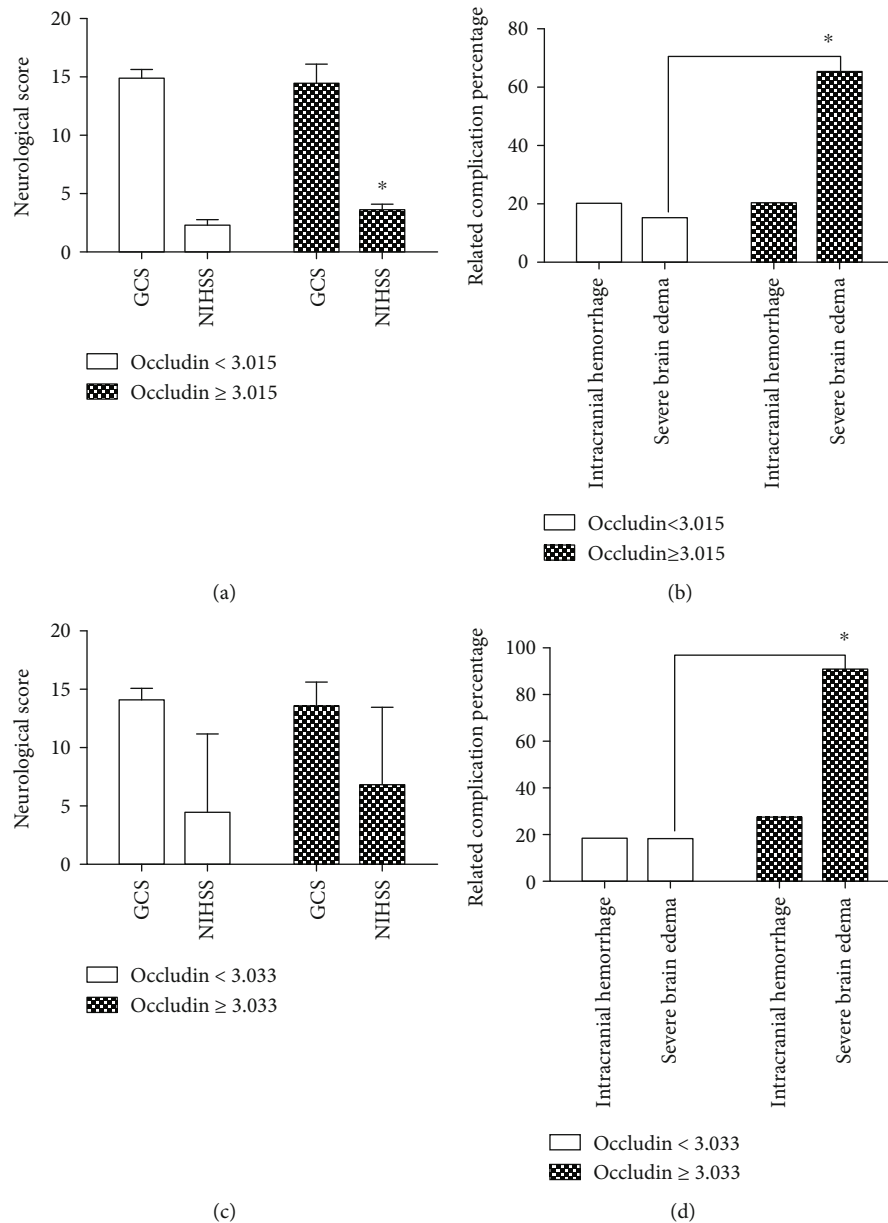 20
15
10
5
0
Neurological score
*
GCS
NIHSS
GCS
NIHSS
Occludin < 3.015
Occludin ≥ 3.015
(a)
80
60
40
20
0
Related complication percentage
*
Intracranial hemorrhage
Severe brain edema
Intracranial hemorrhage
Severe brain edema
Occludin<3.015
Occludin≥3.015
(b)
20
15
10
5
0
Neurological score
GCS
NIHSS
GCS
NIHSS
Occludin < 3.033
Occludin ≥ 3.033
(c)
100
80
60
40
20
0
Related complication percentage
*
Intracranial hemorrhage
Severe brain edema
Intracranial hemorrhage
Severe brain edema
Occludin < 3.033
Occludin ≥ 3.033
(d)